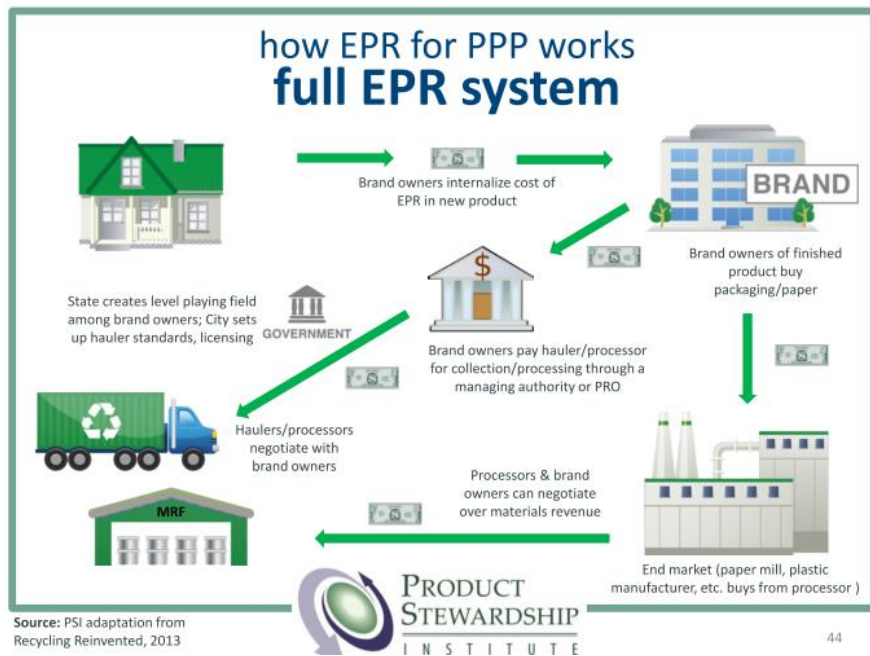 how EPR for PPP works
full EPR system
Brand owners internalize cost of
EPR in new product
BRAND
Brand owners of finished
product buy
packaging/paper
$
State creates level playing field
among brand owners; City sets
up hauler standards, licensing
GOVERNMENT
Brand owners pay hauler/processor
for collection/processing through a
managing authority or PRO
Haulers/processors
negotiate with
brand owners
MRF
Processors & brand
owners can negotiate
over materials revenue
End market (paper mill, plastic
manufacturer, etc. buys from processor )
PRODUCT
STEWARDSHIP
INSTITUTE
Source: PSI adaptation from
Recycling Reinvented, 2013
44